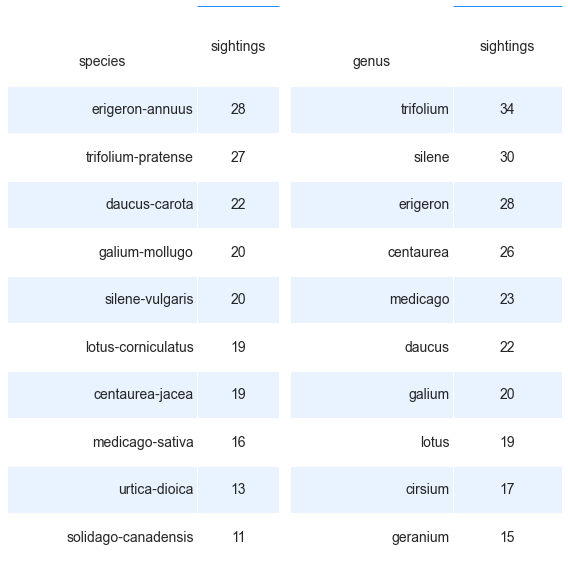 species sightings genus sightings
erigeron-annuus 28 trifolium 34
trifolium-pratense 27 silene 30
daucus-carota 22 erigeron 28
galium-mollugo 20 centaurea 26
silene-vulgaris 20 medicago 23
lotus-corniculatus 19 daucus 22
centaurea-jacea 19 galium 20
medicago-sativa 16 lotus 19
urtica-dioica 13 cirsium 17
solidago-canadensis 11 geranium 15